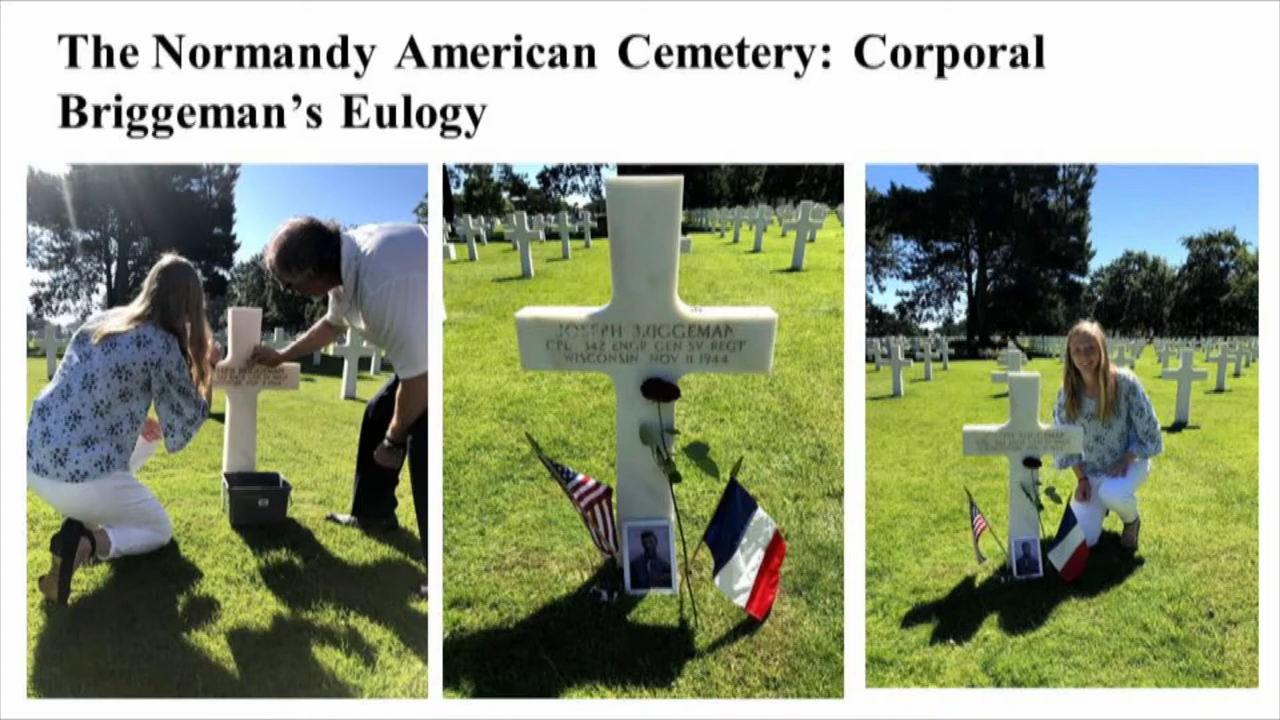 The Normandy American Cemetery: Corporal
Briggeman’s Eulogy
JOSEPH BRIGGEMAN
CPL 342 ENGR GEN SV REGT
WISCONSIN NOV 11 1944